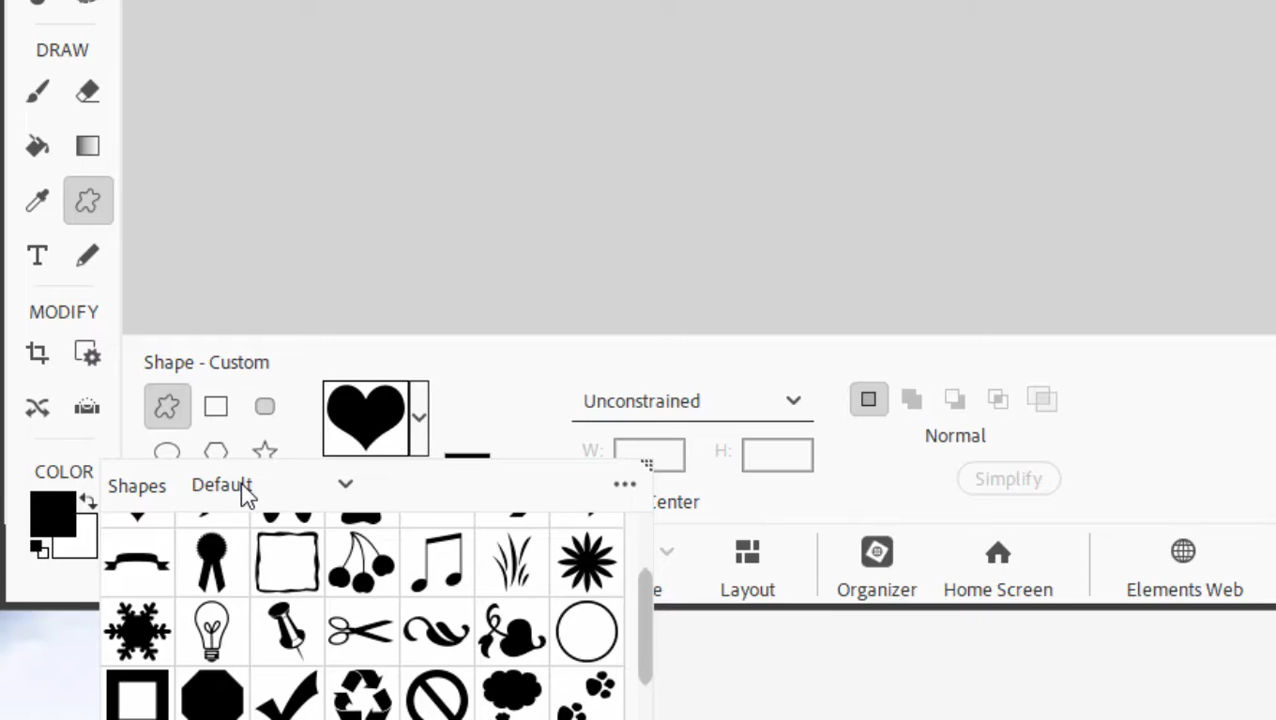 DRAW
MODIFY
Shape - Custom
Unconstrained
W:
H:
Normal
COLOR
Simplify
Shapes
Default
Center
Layout
Organizer
Home Screen
Elements Web